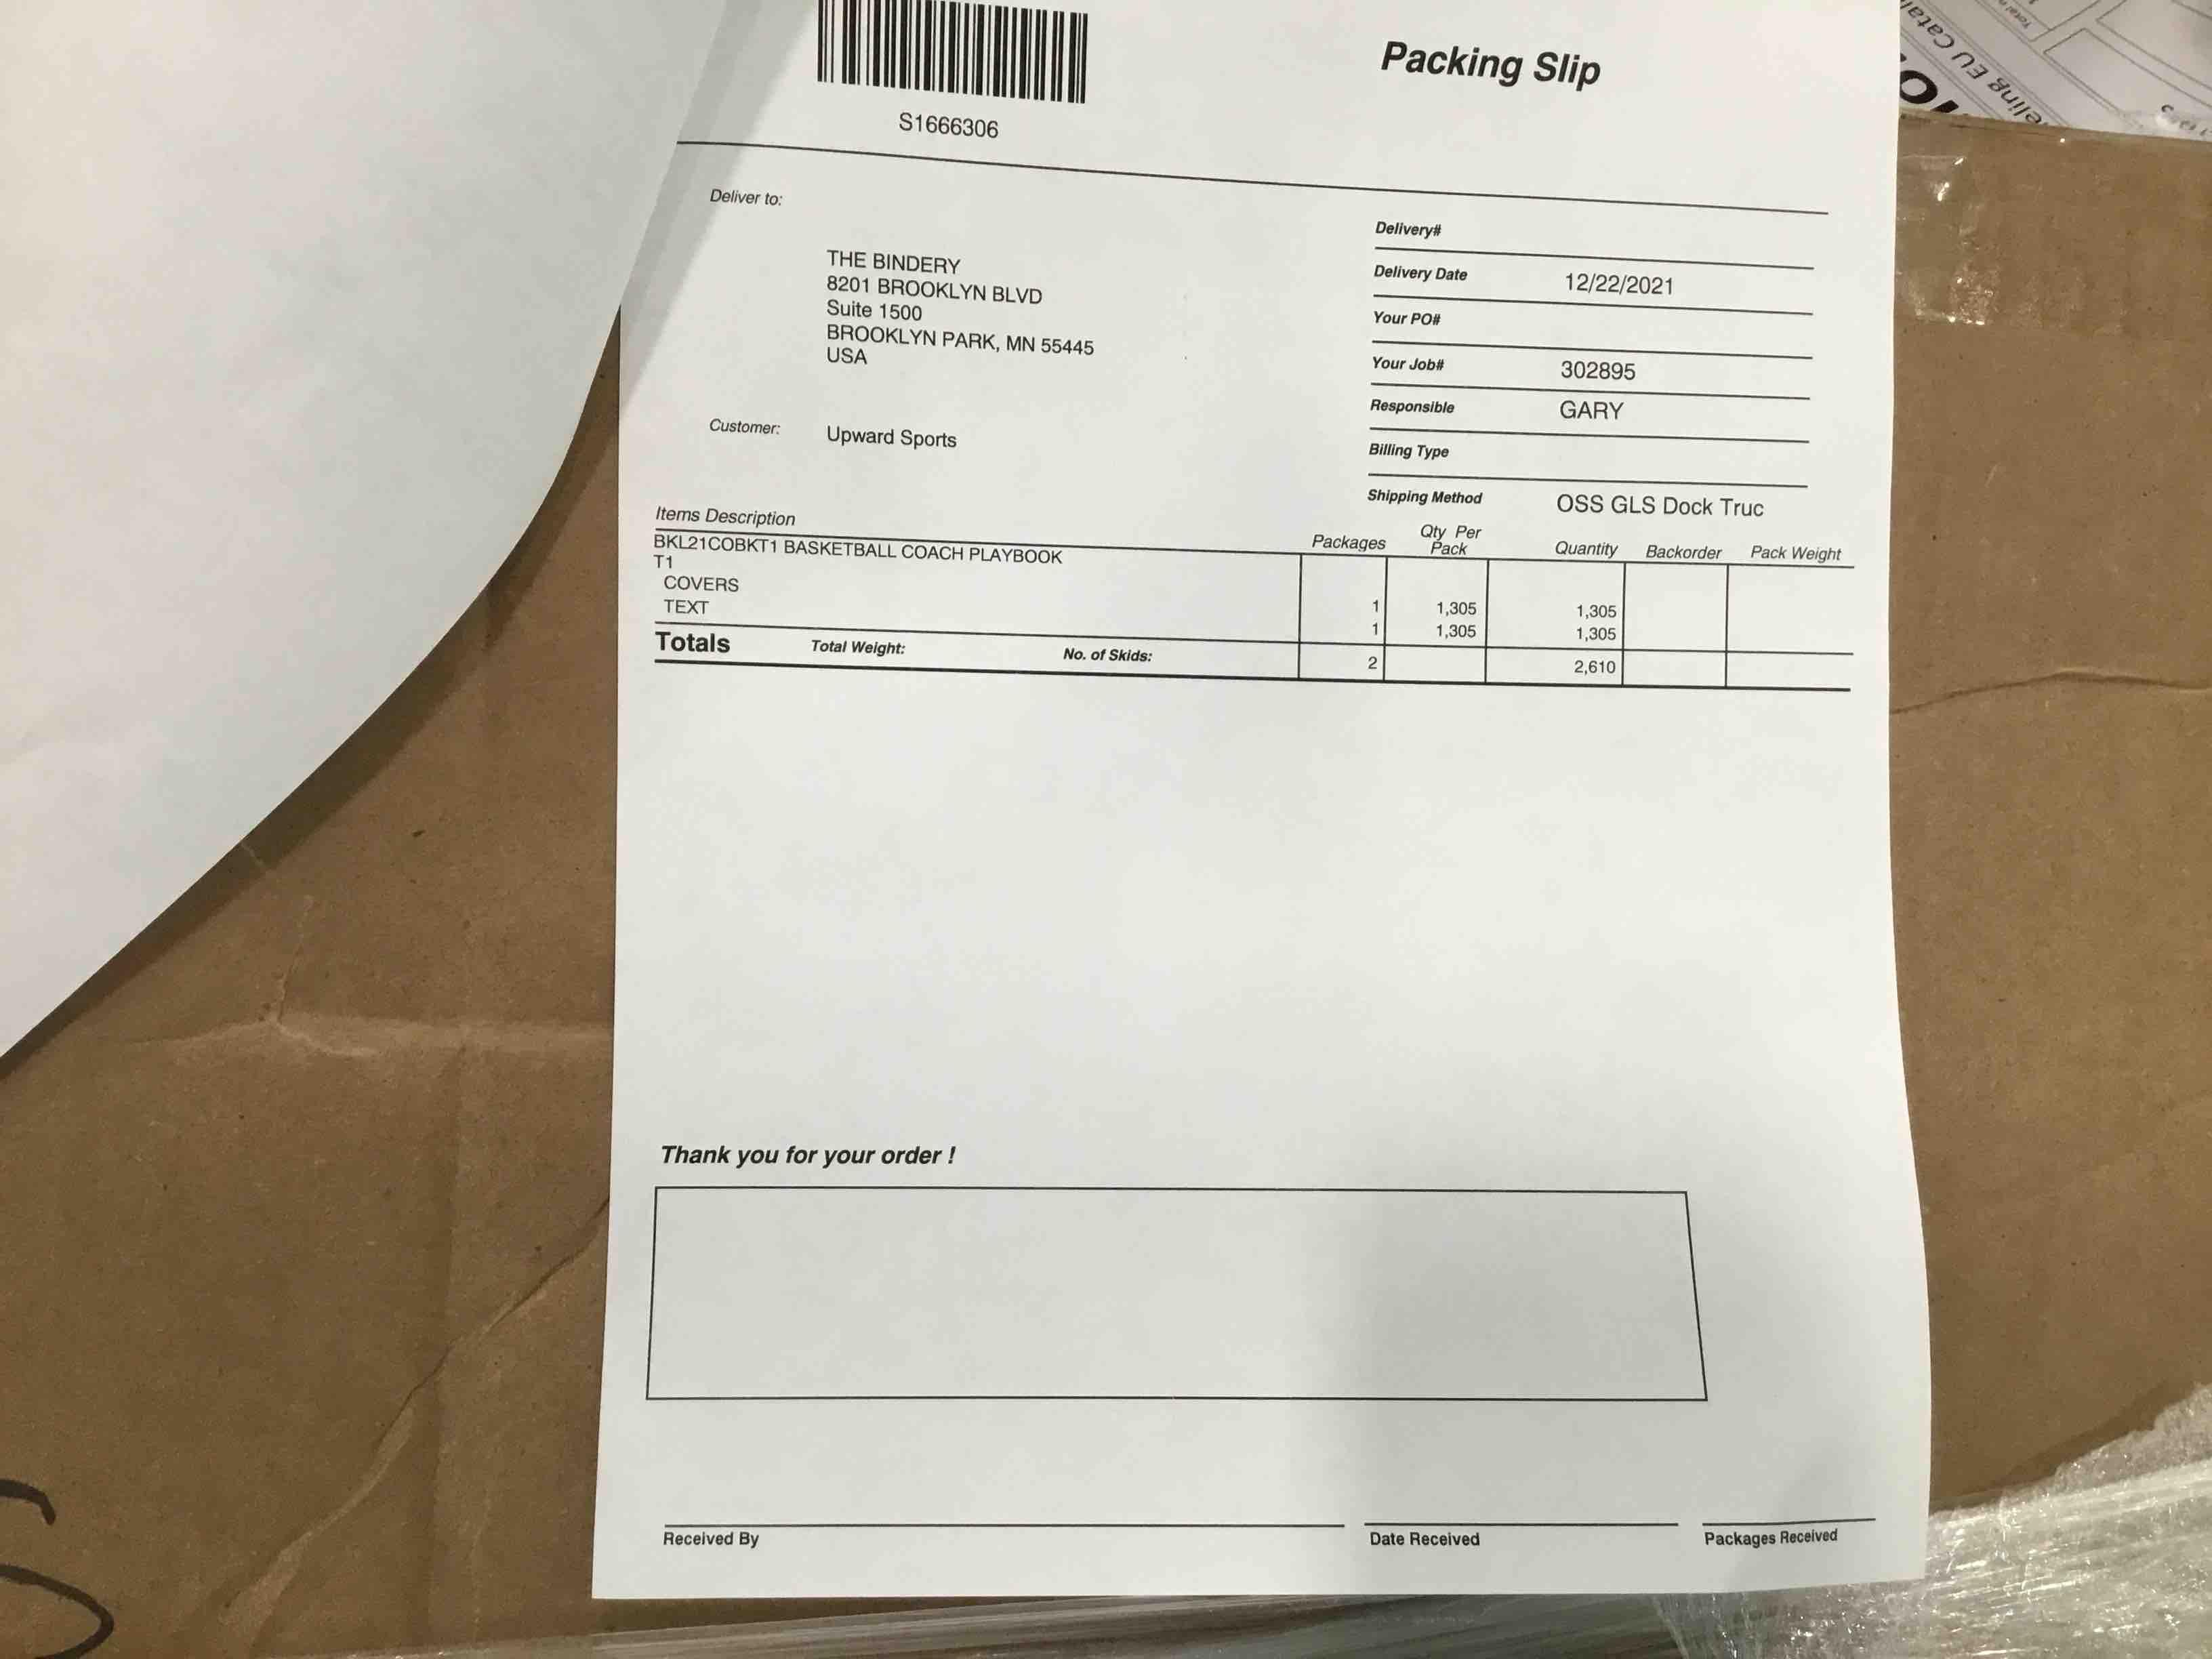 Packing Slip
S1666306
Deliver to:
THE BINDERY
8201 BROOKLYN BLVD
Suite 1500
BROOKLYN PARK, MN 55445
USA
Customer: Upward Sports
Delivery#
Delivery Date 12/22/2021
Your PO#
Your Job# 302895
Responsible GARY
Billing Type
Shipping Method OSS GLS Dock Truc
Items Description Packages Qty Per Pack Quantity Backorder Pack Weight
BKL21COBKT1 BASKETBALL COACH PLAYBOOK
T1
COVERS 1 1,305 1,305
TEXT 1 1,305 1,305
Totals Total Weight: No. of Skids: 2 2,610
Thank you for your order !
Received By Date Received Packages Received
eling EU Catal